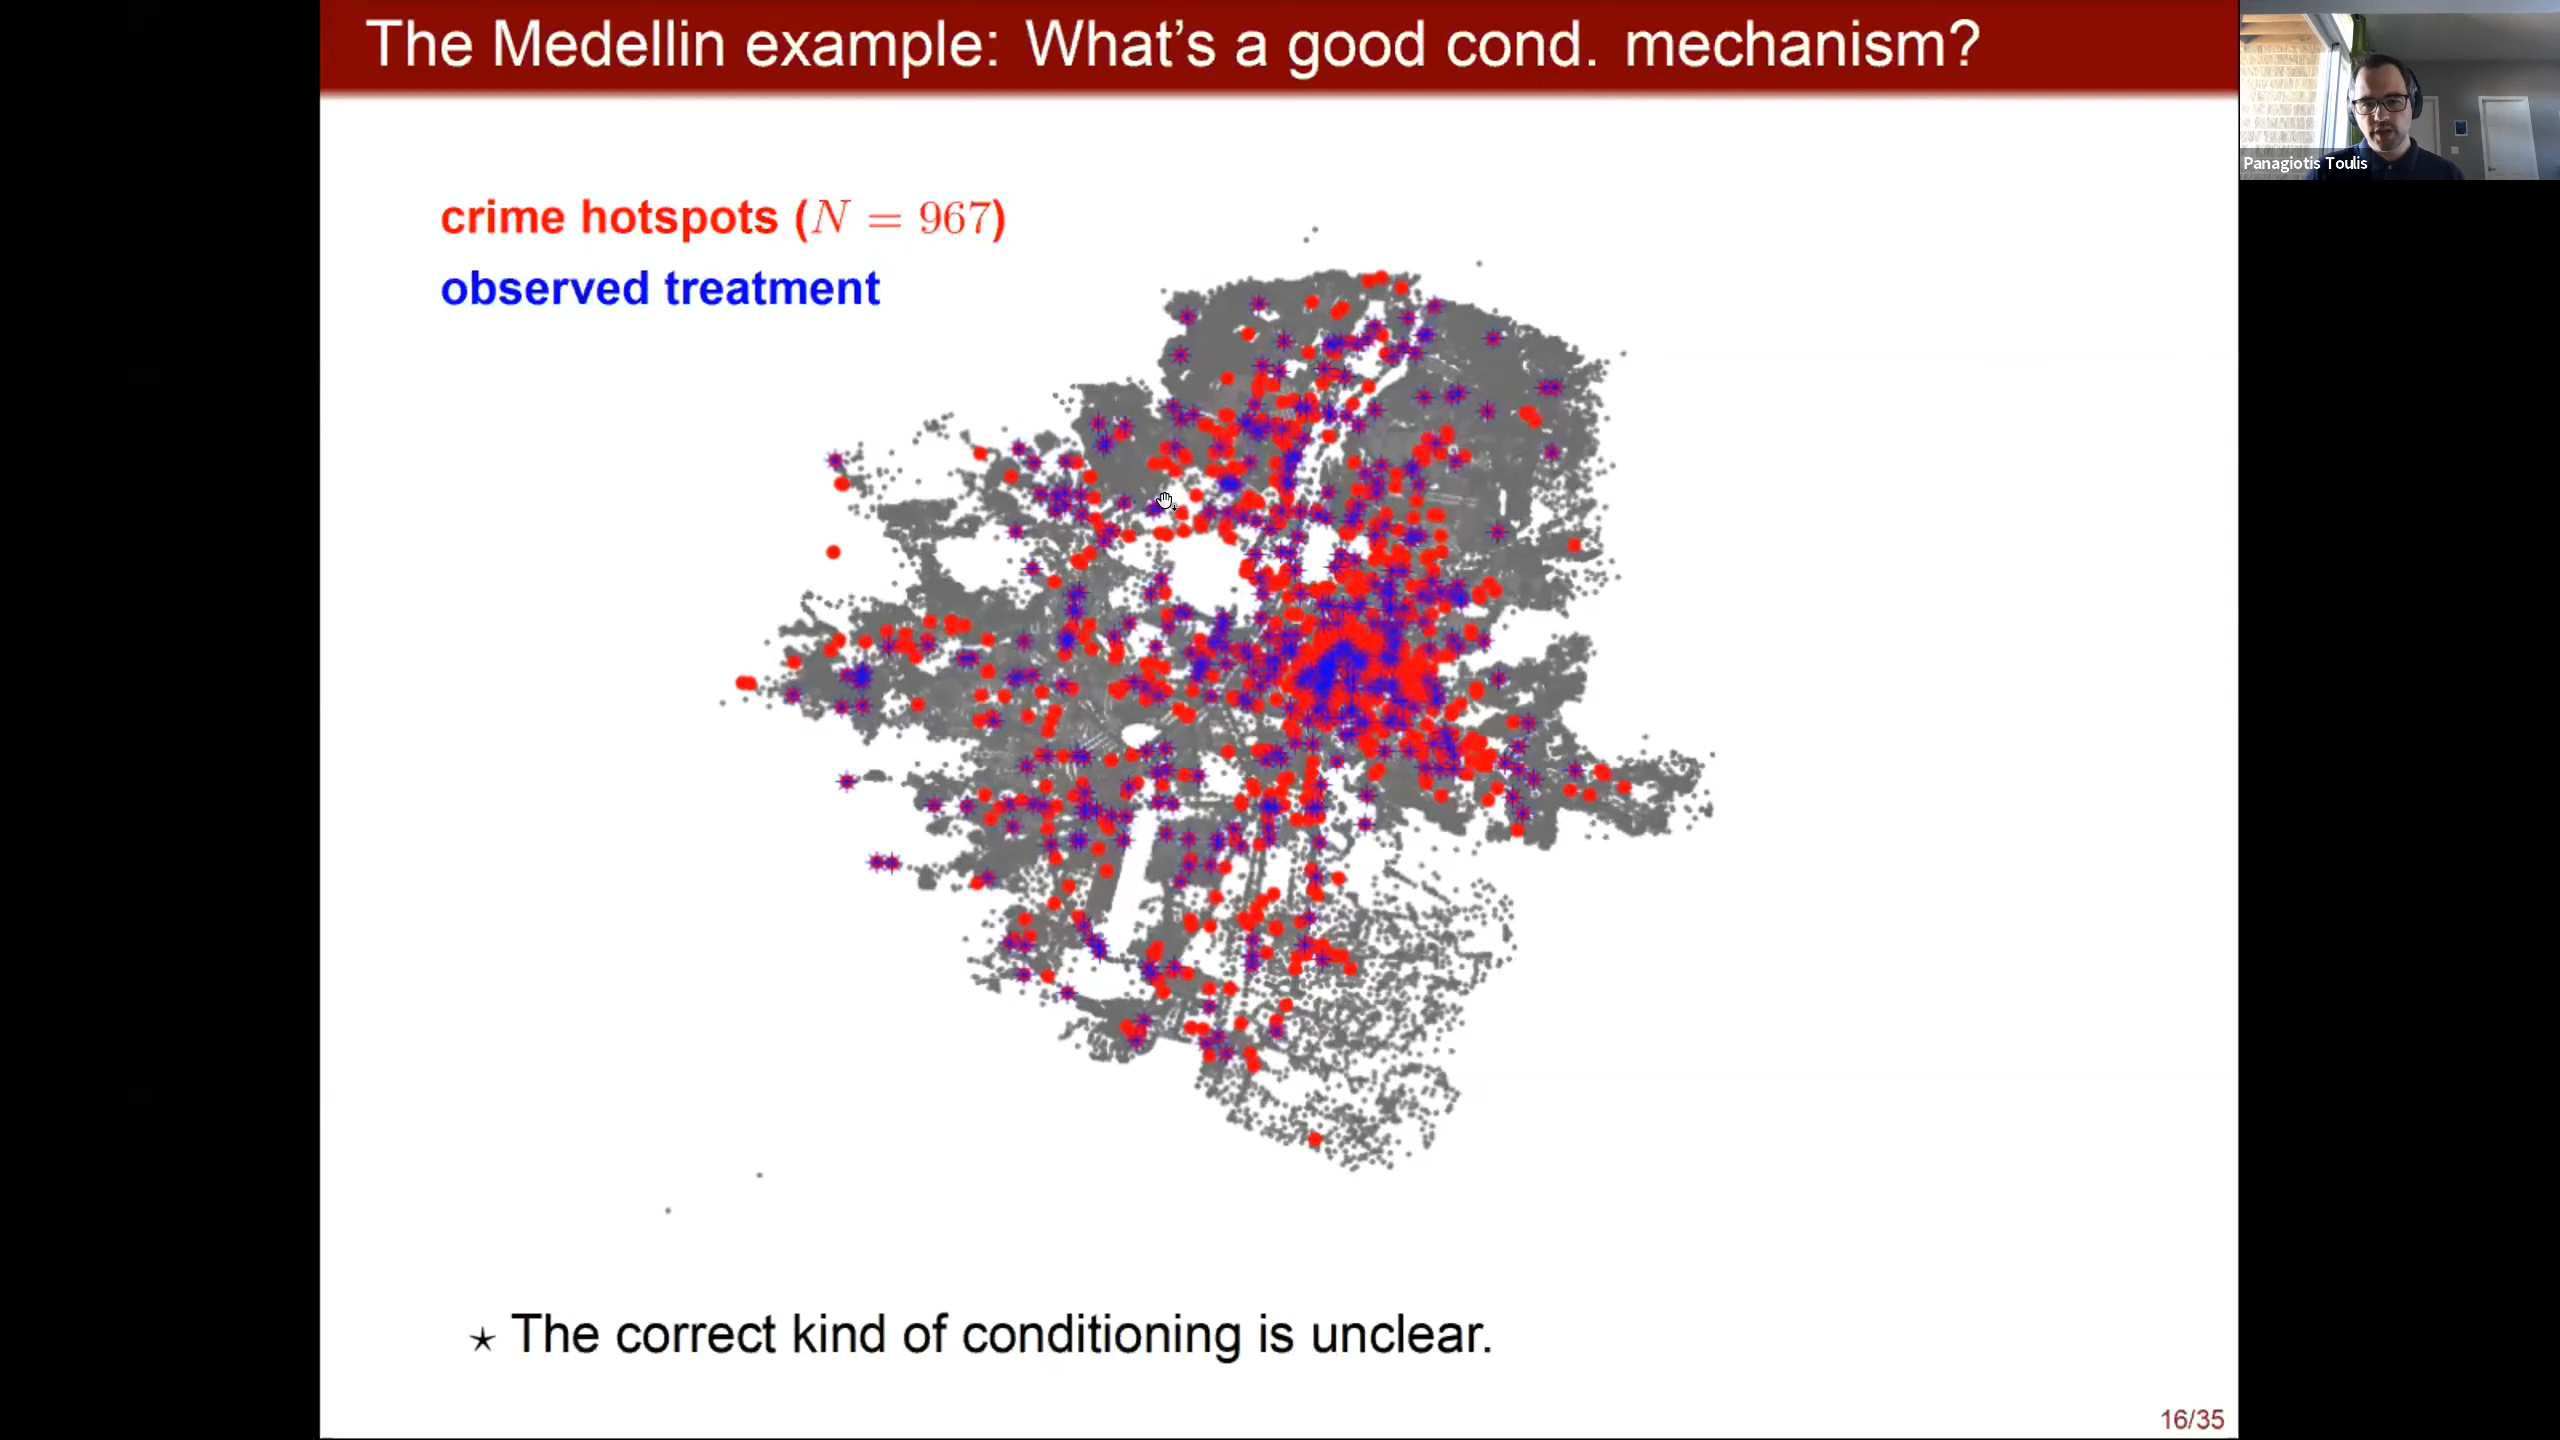 The Medellin example: What's a good cond. mechanism?
Panagiotis Toulis
crime hotspots (N = 967)
observed treatment
⋆ The correct kind of conditioning is unclear.
16/35